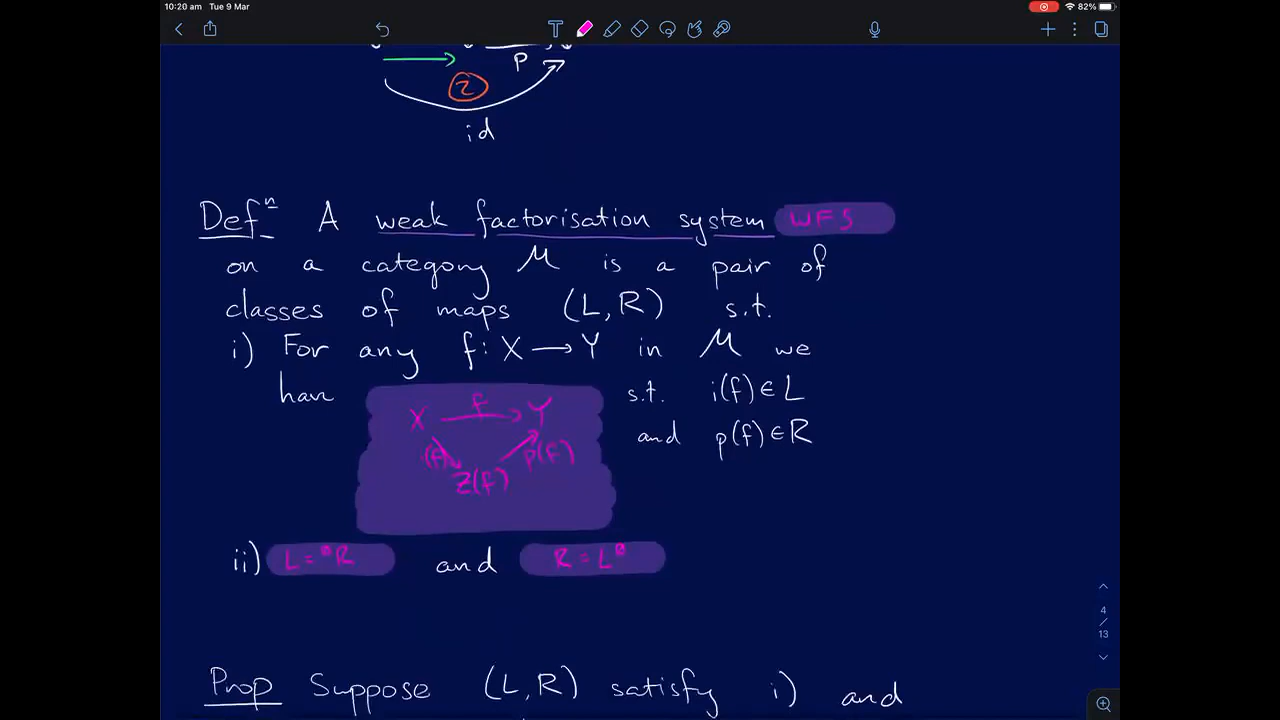 10:20 am Tue 9 Mar
82%
p
2
id
Defⁿ A weak factorisation system WFS
on a category M is a pair of
classes of maps (L, R) s.t.
i) For any f: X → Y in M we
have s.t. i(f) ∈ L
and p(f) ∈ R
X f Y
i(f) p(f)
Z(f)
ii) L = ⧄R and R = L⧄
4
/
13
Prop Suppose (L, R) satisfy i) and